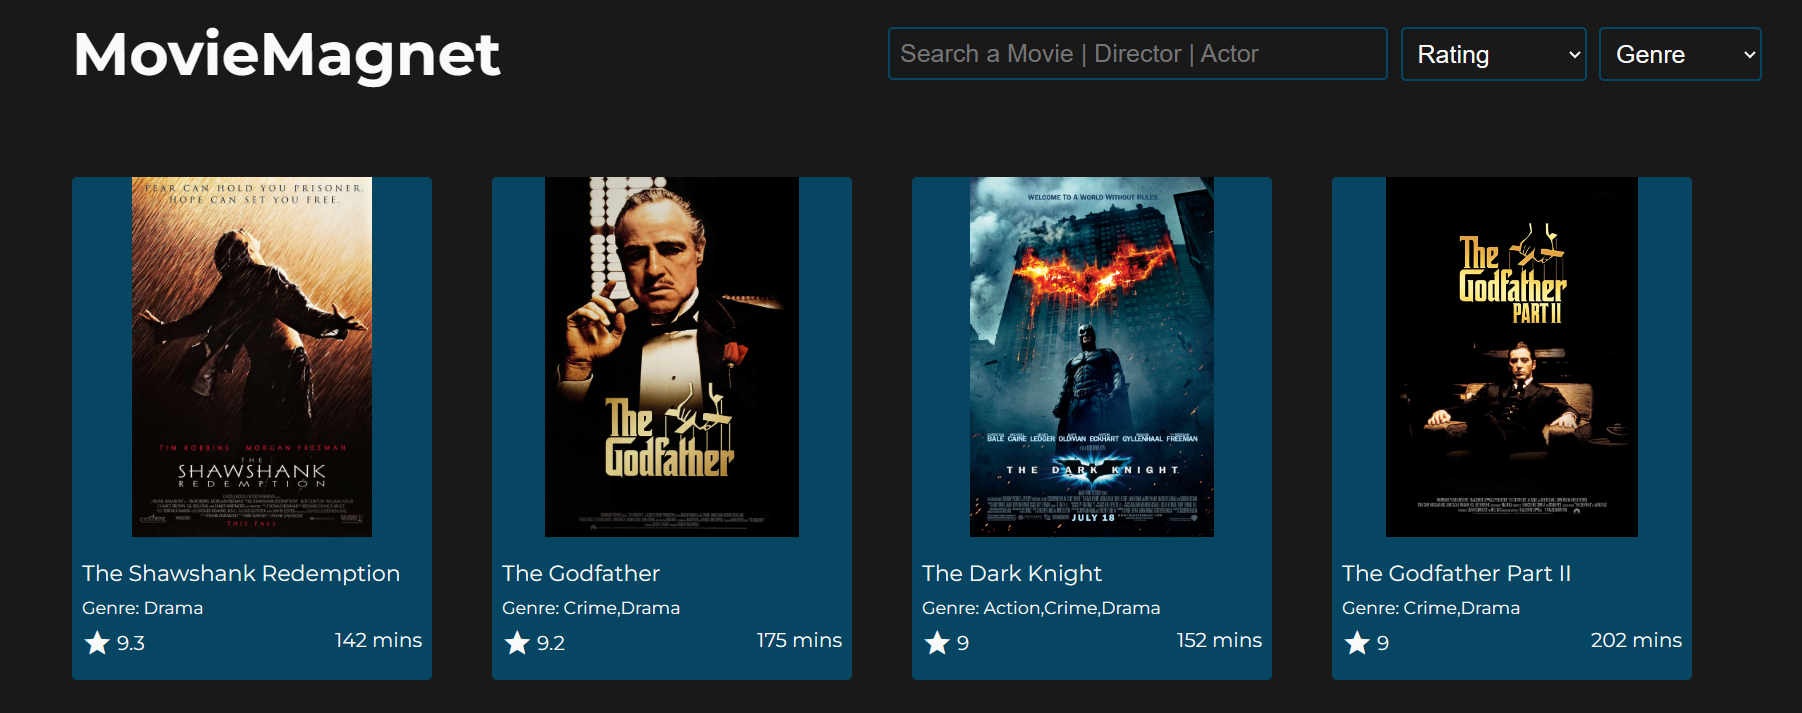 MovieMagnet
Search a Movie | Director | Actor
Rating
Genre
FEAR CAN HOLD YOU PRISONER.
HOPE CAN SET YOU FREE.
TIM ROBBINS MORGAN FREEMAN
THE
SHAWSHANK
REDEMPTION
THIS FALL
The Shawshank Redemption
Genre: Drama
9.3
142 mins
The
Godfather
The Godfather
Genre: Crime,Drama
9.2
175 mins
WELCOME TO A WORLD WITHOUT RULES.
BALE CAINE LEDGER OLDMAN ECKHART GYLLENHAAL FREEMAN
THE DARK KNIGHT
JULY 18
The Dark Knight
Genre: Action,Crime,Drama
9
152 mins
The
Godfather
PART II
The Godfather Part II
Genre: Crime,Drama
9
202 mins